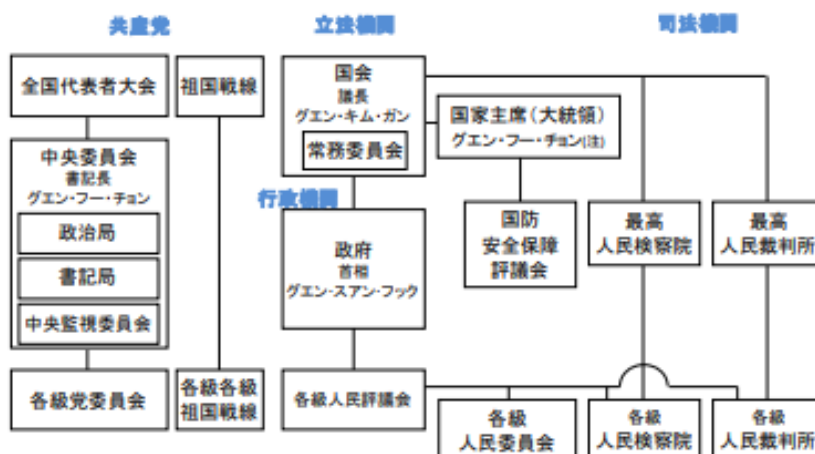 共産党
立法機関
司法機関
全国代表者大会
祖国戦線
国会
議長
グエン・キム・ガン
常務委員会
国家主席(大統領)
グエン・フー・チョン(注)
中央委員会
書記長
グエン・フー・チョン
政治局
書記局
中央監視委員会
行政機関
政府
首相
グエン・スアン・フック
国防
安全保障
評議会
最高
人民検察院
最高
人民裁判所
各級党委員会
各級各級
祖国戦線
各級人民評議会
各級
人民委員会
各級
人民検察院
各級
人民裁判所